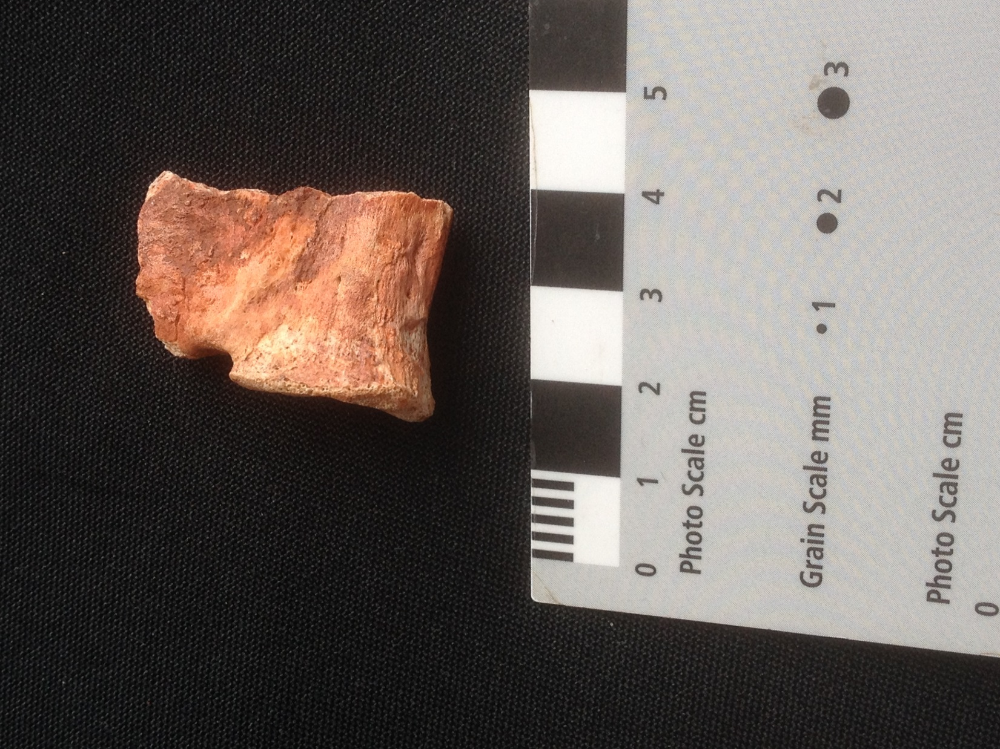 0 1 2 3 4 5
Photo Scale cm
Grain Scale mm 1 2 3
Photo Scale cm
0